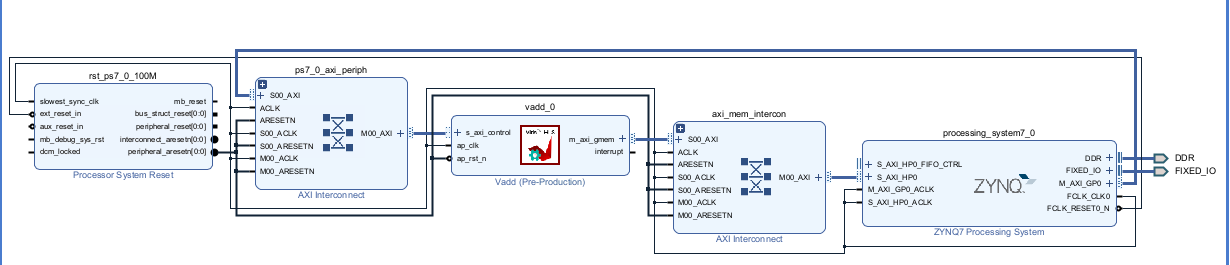 rst_ps7_0_100M
slowest_sync_clk
ext_reset_in
aux_reset_in
mb_debug_sys_rst
dcm_locked
mb_reset
bus_struct_reset[0:0]
peripheral_reset[0:0]
interconnect_aresetn[0:0]
peripheral_aresetn[0:0]
Processor System Reset
ps7_0_axi_periph
S00_AXI
ACLK
ARESETN
S00_ACLK
S00_ARESETN
M00_ACLK
M00_ARESETN
M00_AXI
AXI Interconnect
vadd_0
s_axi_control
ap_clk
ap_rst_n
m_axi_gmem
interrupt
Vadd (Pre-Production)
axi_mem_intercon
S00_AXI
ACLK
ARESETN
S00_ACLK
S00_ARESETN
M00_ACLK
M00_ARESETN
M00_AXI
AXI Interconnect
processing_system7_0
S_AXI_HP0_FIFO_CTRL
S_AXI_HP0
M_AXI_GP0_ACLK
S_AXI_HP0_ACLK
ZYNQ
DDR
FIXED_IO
M_AXI_GP0
FCLK_CLK0
FCLK_RESET0_N
ZYNQ7 Processing System
DDR
FIXED_IO